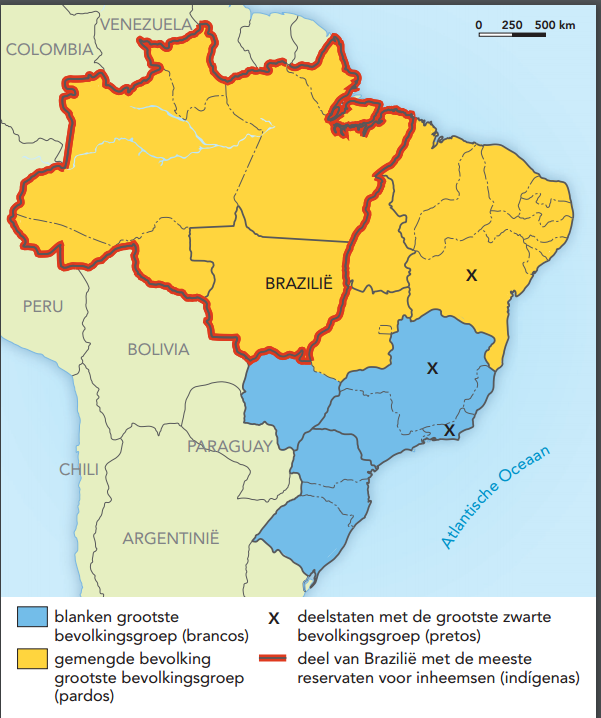 VENEZUELA
COLOMBIA
0 250 500 km
BRAZILIË
X
PERU
BOLIVIA
X
X
PARAGUAY
CHILI
Atlantische Oceaan
ARGENTINIË
blanken grootste
bevolkingsgroep (brancos)
gemengde bevolking
grootste bevolkingsgroep
(pardos)
X deelstaten met de grootste zwarte
bevolkingsgroep (pretos)
deel van Brazilië met de meeste
reservaten voor inheemsen (indígenas)